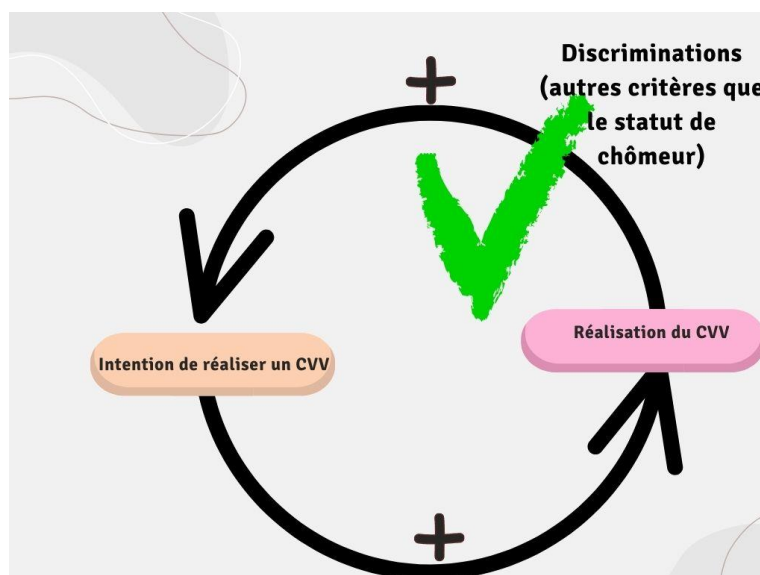 +
Discriminations
(autres critères que
le statut de
chômeur)
Réalisation du CVV
Intention de réaliser un CVV
+